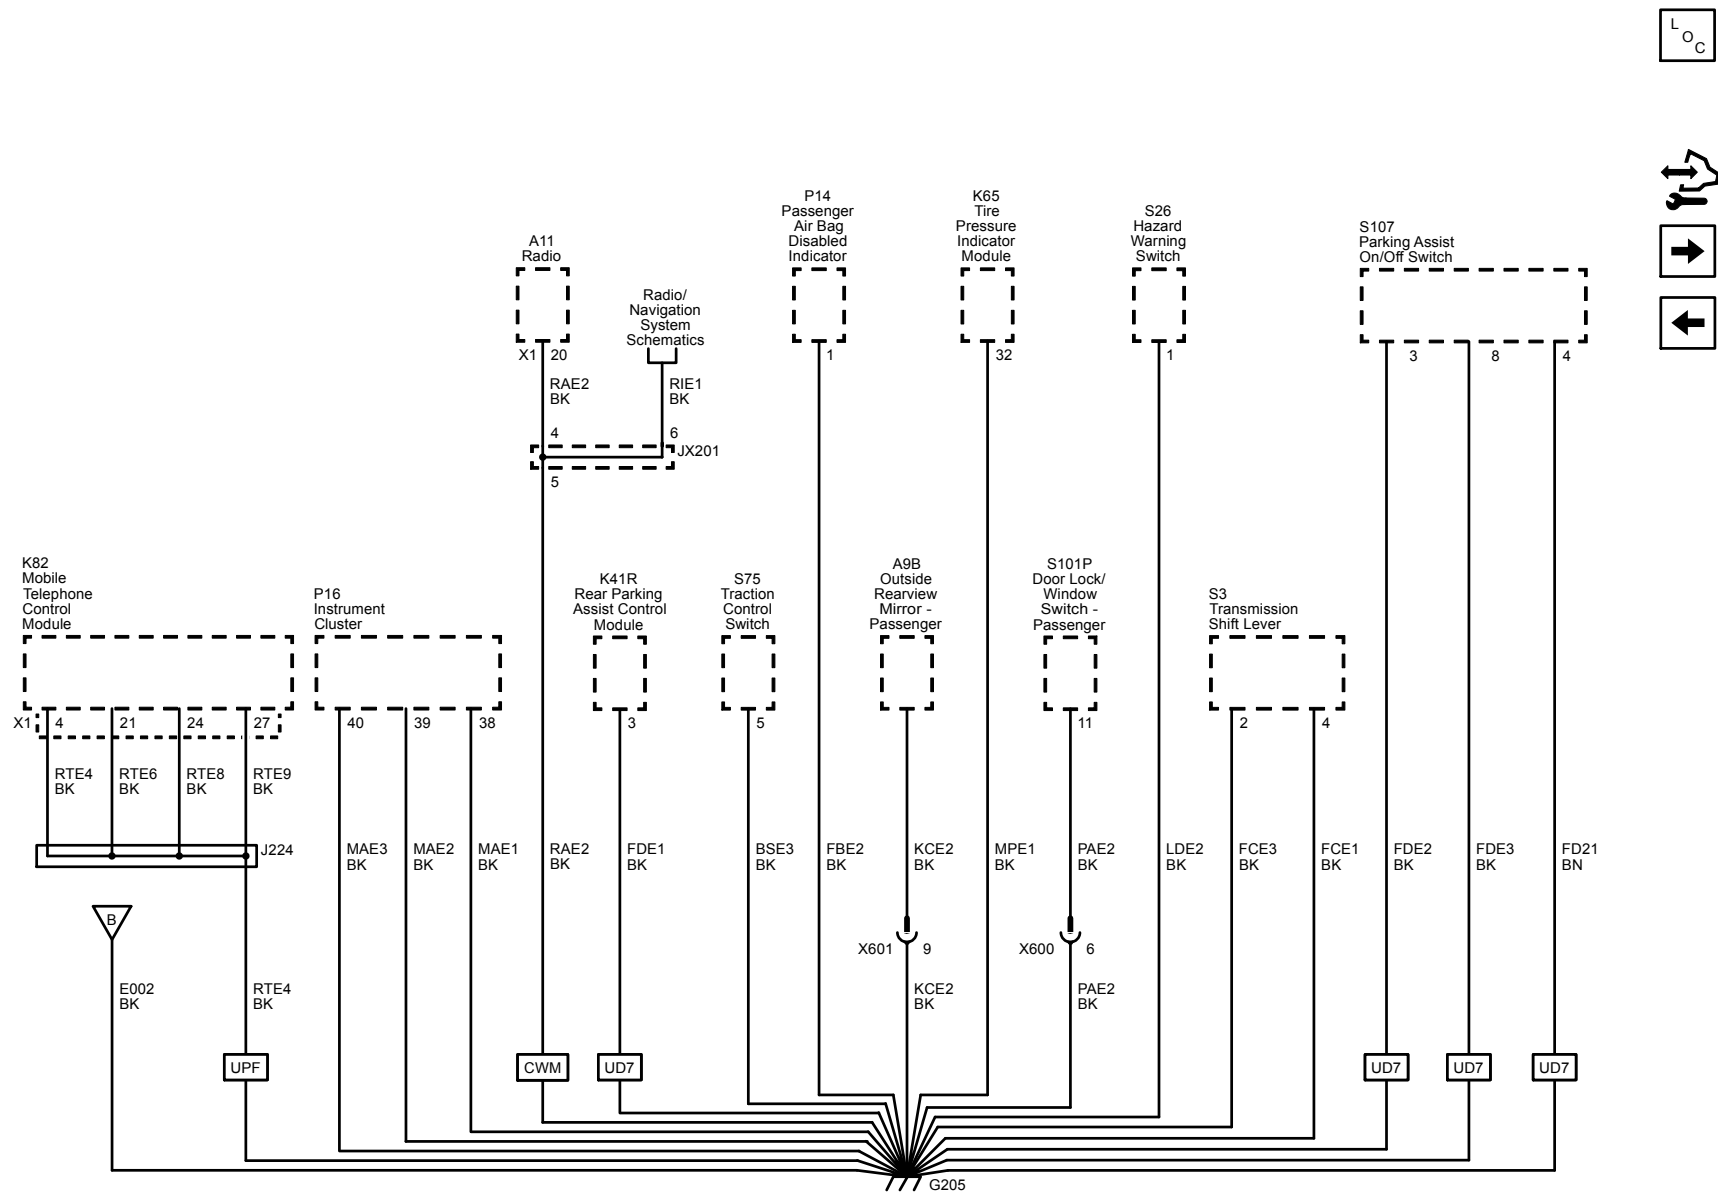 L
O
C
P14
Passenger
Air Bag
Disabled
Indicator
K65
Tire
Pressure
Indicator
Module
S26
Hazard
Warning
Switch
S107
Parking Assist
On/Off Switch
A11
Radio
Radio/
Navigation
System
Schematics
X1 20
1
32
1
3
8
4
RAE2
BK
RIE1
BK
4
6
JX201
5
K82
Mobile
Telephone
Control
Module
P16
Instrument
Cluster
K41R
Rear Parking
Assist Control
Module
S75
Traction
Control
Switch
A9B
Outside
Rearview
Mirror -
Passenger
S101P
Door Lock/
Window
Switch -
Passenger
S3
Transmission
Shift Lever
X1 4
21
24
27
40
39
38
3
5
11
2
4
RTE4
BK
RTE6
BK
RTE8
BK
RTE9
BK
J224
MAE3
BK
MAE2
BK
MAE1
BK
RAE2
BK
FDE1
BK
BSE3
BK
FBE2
BK
KCE2
BK
MPE1
BK
PAE2
BK
LDE2
BK
FCE3
BK
FCE1
BK
FDE2
BK
FDE3
BK
FD21
BN
B
X601 9
X600 6
E002
BK
RTE4
BK
KCE2
BK
PAE2
BK
UPF
CWM
UD7
UD7
UD7
UD7
G205